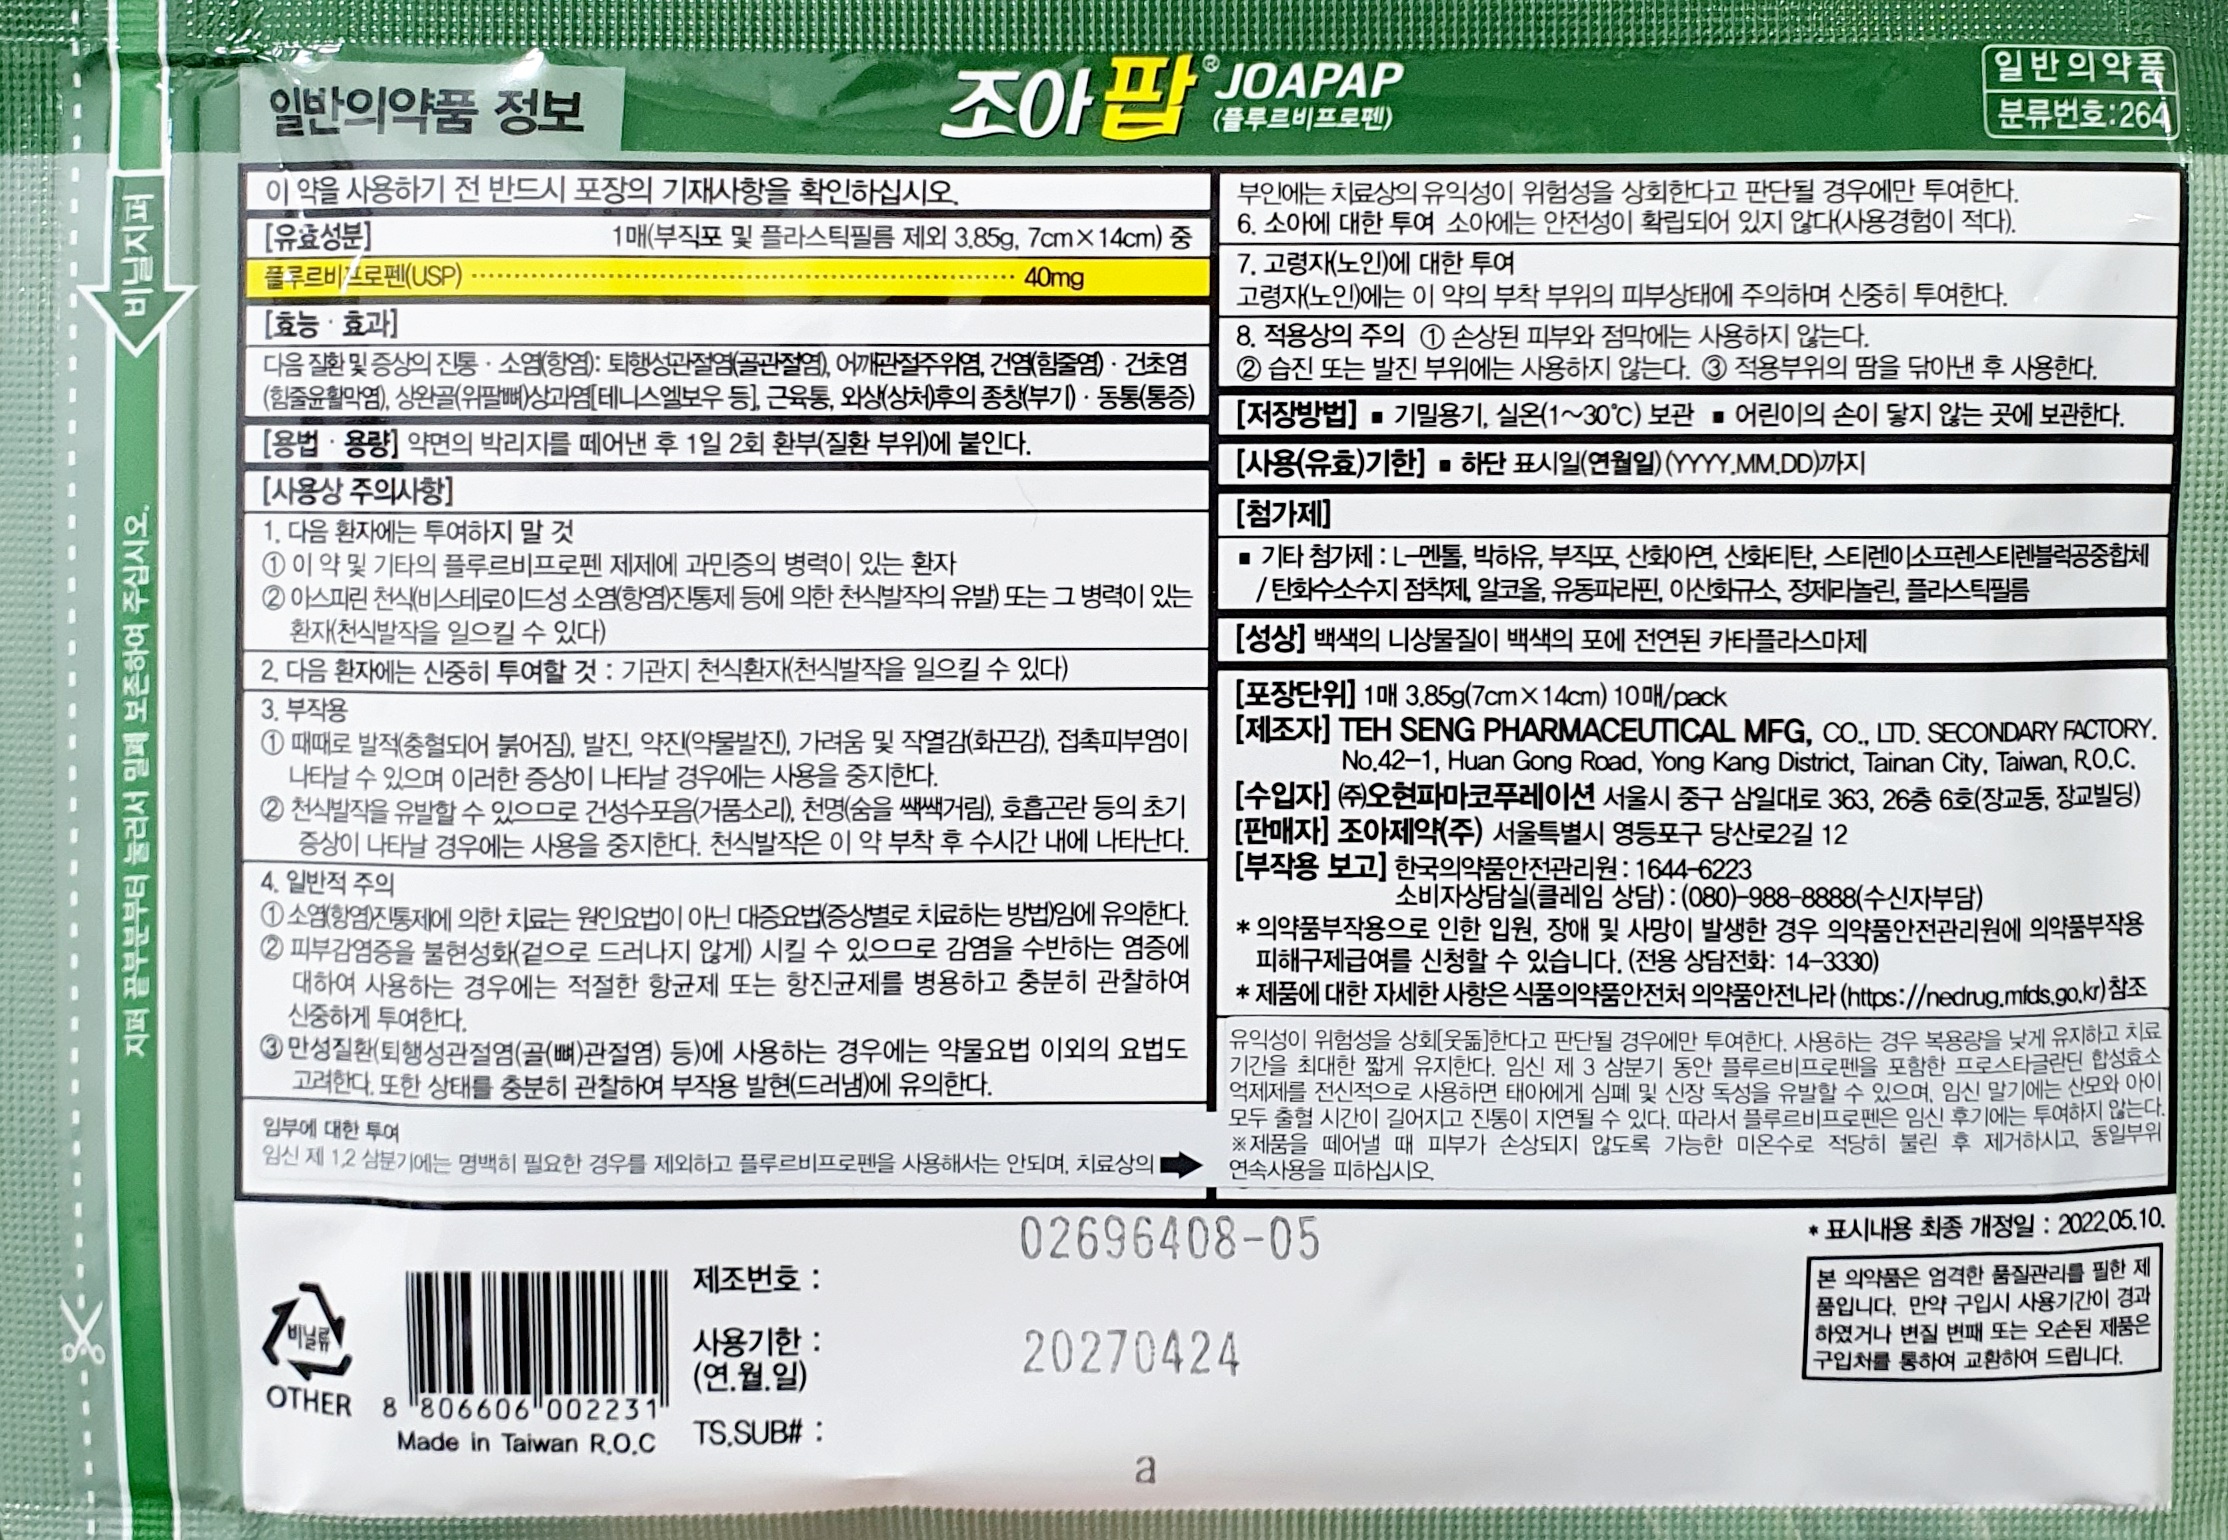 일반의약품 정보
조아팝® JOAPAP
(플루르비프로펜)
일반의약품
분류번호:264
비닐지퍼
지퍼 끝부분부터 눌러서 밀폐 보존하여 주십시오.
이 약을 사용하기 전 반드시 포장의 기재사항을 확인하십시오.
[유효성분] 1매(부직포 및 플라스틱필름 제외 3.85g, 7cm×14cm) 중
플루르비프로펜(USP) ································ 40mg
[효능 · 효과]
다음 질환 및 증상의 진통 · 소염(항염): 퇴행성관절염(골관절염), 어깨관절주위염, 건염(힘줄염) · 건초염
(힘줄윤활막염), 상완골(위팔뼈)상과염[테니스엘보우 등], 근육통, 외상(상처)후의 종창(부기) · 동통(통증)
[용법 · 용량] 약면의 박리지를 떼어낸 후 1일 2회 환부(질환 부위)에 붙인다.
[사용상 주의사항]
1. 다음 환자에는 투여하지 말 것
① 이 약 및 기타의 플루르비프로펜 제제에 과민증의 병력이 있는 환자
② 아스피린 천식(비스테로이드성 소염(항염)진통제 등에 의한 천식발작의 유발) 또는 그 병력이 있는
환자(천식발작을 일으킬 수 있다)
2. 다음 환자에는 신중히 투여할 것 : 기관지 천식환자(천식발작을 일으킬 수 있다)
3. 부작용
① 때때로 발적(충혈되어 붉어짐), 발진, 약진(약물발진), 가려움 및 작열감(화끈감), 접촉피부염이
나타날 수 있으며 이러한 증상이 나타날 경우에는 사용을 중지한다.
② 천식발작을 유발할 수 있으므로 건성수포음(거품소리), 천명(숨을 쌕쌕거림), 호흡곤란 등의 초기
증상이 나타날 경우에는 사용을 중지한다. 천식발작은 이 약 부착 후 수시간 내에 나타난다.
4. 일반적 주의
① 소염(항염)진통제에 의한 치료는 원인요법이 아닌 대증요법(증상별로 치료하는 방법)임에 유의한다.
② 피부감염증을 불현성화(겉으로 드러나지 않게) 시킬 수 있으므로 감염을 수반하는 염증에
대하여 사용하는 경우에는 적절한 항균제 또는 항진균제를 병용하고 충분히 관찰하여
신중하게 투여한다.
③ 만성질환(퇴행성관절염(골(뼈)관절염) 등)에 사용하는 경우에는 약물요법 이외의 요법도
고려한다. 또한 상태를 충분히 관찰하여 부작용 발현(드러냄)에 유의한다.
임부에 대한 투여
임신 제 1,2 삼분기에는 명백히 필요한 경우를 제외하고 플루르비프로펜을 사용해서는 안되며, 치료상의 ➡
부인에는 치료상의 유익성이 위험성을 상회한다고 판단될 경우에만 투여한다.
6. 소아에 대한 투여 소아에는 안전성이 확립되어 있지 않다(사용경험이 적다).
7. 고령자(노인)에 대한 투여
고령자(노인)에는 이 약의 부착 부위의 피부상태에 주의하며 신중히 투여한다.
8. 적용상의 주의 ① 손상된 피부와 점막에는 사용하지 않는다.
② 습진 또는 발진 부위에는 사용하지 않는다. ③ 적용부위의 땀을 닦아낸 후 사용한다.
[저장방법] ▪ 기밀용기, 실온(1~30℃) 보관 ▪ 어린이의 손이 닿지 않는 곳에 보관한다.
[사용(유효)기한] ▪ 하단 표시일(연월일)(YYYY.MM.DD)까지
[첨가제]
▪ 기타 첨가제 : L-멘톨, 박하유, 부직포, 산화아연, 산화티탄, 스티렌이소프렌스티렌블럭공중합체
/ 탄화수소수지 점착제, 알코올, 유동파라핀, 이산화규소, 정제라놀린, 플라스틱필름
[성상] 백색의 니상물질이 백색의 포에 전연된 카타플라스마제
[포장단위] 1매 3.85g(7cm×14cm) 10매/pack
[제조자] TEH SENG PHARMACEUTICAL MFG, CO., LTD. SECONDARY FACTORY.
No.42-1, Huan Gong Road, Yong Kang District, Tainan City, Taiwan, R.O.C.
[수입자] ㈜오현파마코푸레이션 서울시 중구 삼일대로 363, 26층 6호(장교동, 장교빌딩)
[판매자] 조아제약(주) 서울특별시 영등포구 당산로2길 12
[부작용 보고] 한국의약품안전관리원 : 1644-6223
소비자상담실(클레임 상담) : (080)-988-8888(수신자부담)
* 의약품부작용으로 인한 입원, 장애 및 사망이 발생한 경우 의약품안전관리원에 의약품부작용
피해구제급여를 신청할 수 있습니다. (전용 상담전화: 14-3330)
* 제품에 대한 자세한 사항은 식품의약품안전처 의약품안전나라 (https://nedrug.mfds.go.kr) 참조
유익성이 위험성을 상회[웃돎]한다고 판단될 경우에만 투여한다. 사용하는 경우 복용량을 낮게 유지하고 치료
기간을 최대한 짧게 유지한다. 임신 제 3 삼분기 동안 플루르비프로펜을 포함한 프로스타글란딘 합성효소
억제제를 전신적으로 사용하면 태아에게 심폐 및 신장 독성을 유발할 수 있으며, 임신 말기에는 산모와 아이
모두 출혈 시간이 길어지고 진통이 지연될 수 있다. 따라서 플루르비프로펜은 임신 후기에는 투여하지 않는다.
※제품을 떼어낼 때 피부가 손상되지 않도록 가능한 미온수로 적당히 불린 후 제거하시고, 동일부위
연속사용을 피하십시오.
* 표시내용 최종 개정일 : 2022.05.10.
본 의약품은 엄격한 품질관리를 필한 제
품입니다. 만약 구입시 사용기간이 경과
하였거나 변질 변패 또는 오손된 제품은
구입처를 통하여 교환하여 드립니다.
비닐류
OTHER
8 806606 002231
Made in Taiwan R.O.C
02696408-05
제조번호 :
사용기한 : 20270424
(연.월.일)
TS.SUB# :
a